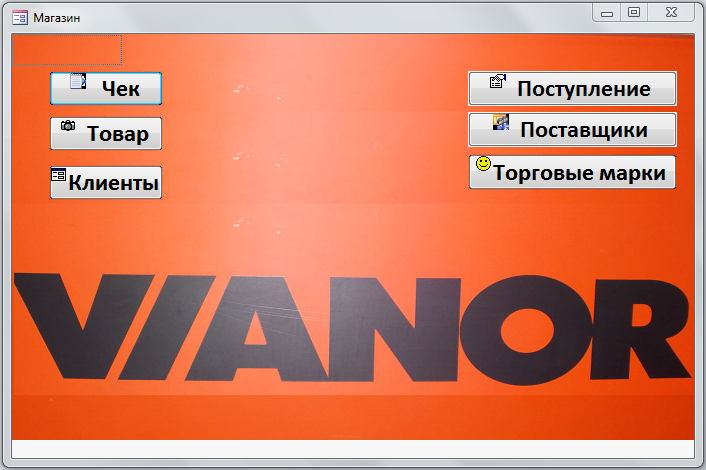 Магазин
Чек
Товар
Клиенты
Поступление
Поставщики
Торговые марки
VIANOR